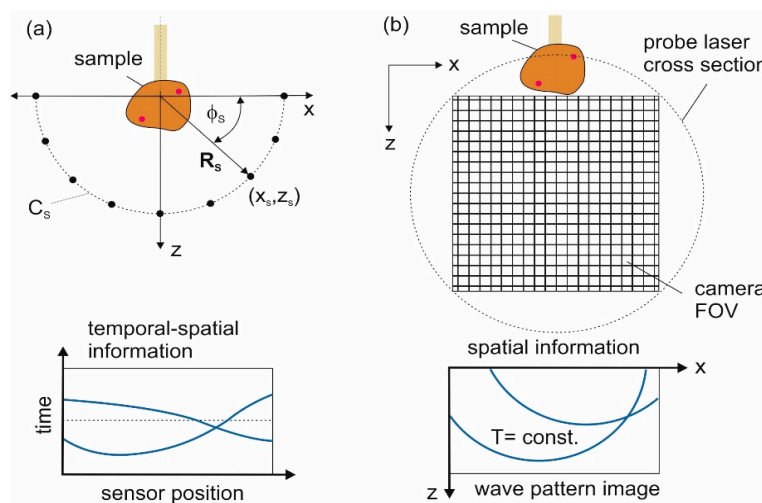 (a)
sample
x
ϕs
Rs
(xs,zs)
Cs
z
temporal-spatial
information
time
sensor position
(b)
sample
probe laser
cross section
x
z
camera
FOV
spatial information
x
T= const.
z
wave pattern image